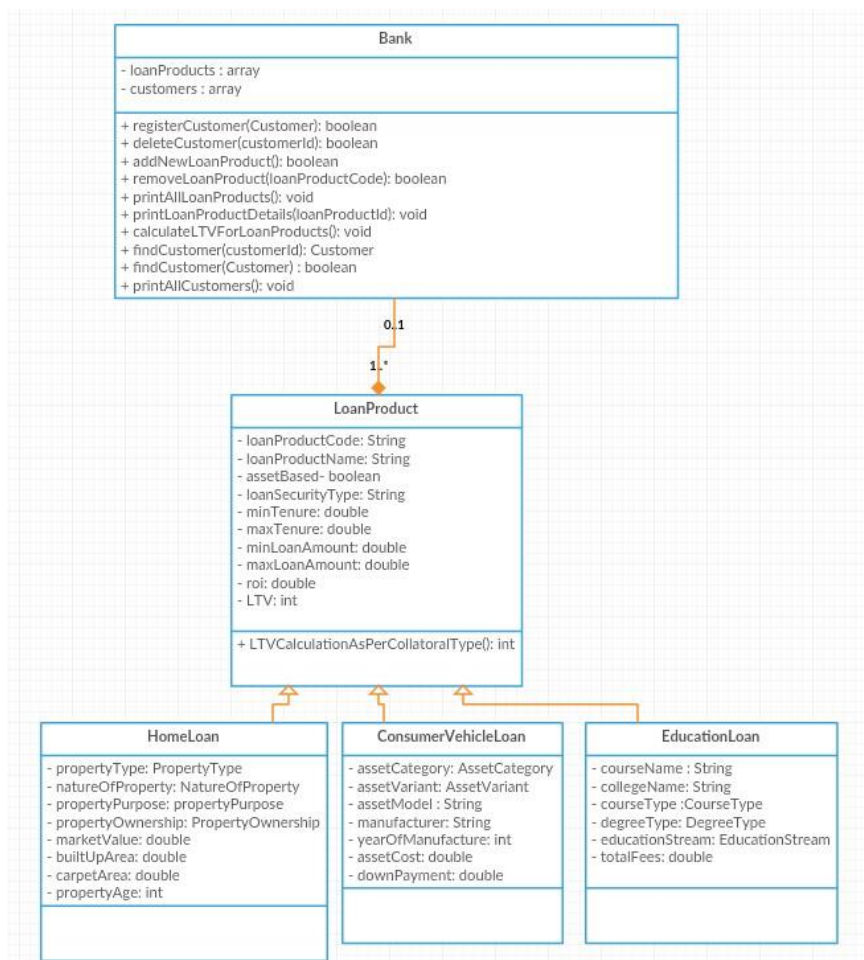 Bank
- loanProducts : array
- customers : array
+ registerCustomer(Customer): boolean
+ deleteCustomer(customerId): boolean
+ addNewLoanProduct(): boolean
+ removeLoanProduct(loanProductCode): boolean
+ printAllLoanProducts(): void
+ printLoanProductDetails(loanProductId): void
+ calculateLTVForLoanProducts(): void
+ findCustomer(customerId): Customer
+ findCustomer(Customer) : boolean
+ printAllCustomers(): void
0..1
1..*
LoanProduct
- loanProductCode: String
- loanProductName: String
- assetBased- boolean
- loanSecurityType: String
- minTenure: double
- maxTenure: double
- minLoanAmount: double
- maxLoanAmount: double
- roi: double
- LTV: int
+ LTVCalculationAsPerCollatoralType(): int
HomeLoan
- propertyType: PropertyType
- natureOfProperty: NatureOfProperty
- propertyPurpose: propertyPurpose
- propertyOwnership: PropertyOwnership
- marketValue: double
- builtUpArea: double
- carpetArea: double
- propertyAge: int
ConsumerVehicleLoan
- assetCategory: AssetCategory
- assetVariant: AssetVariant
- assetModel : String
- manufacturer: String
- yearOfManufacture: int
- assetCost: double
- downPayment: double
EducationLoan
- courseName : String
- collegeName: String
- courseType :CourseType
- degreeType: DegreeType
- educationStream: EducationStream
- totalFees: double